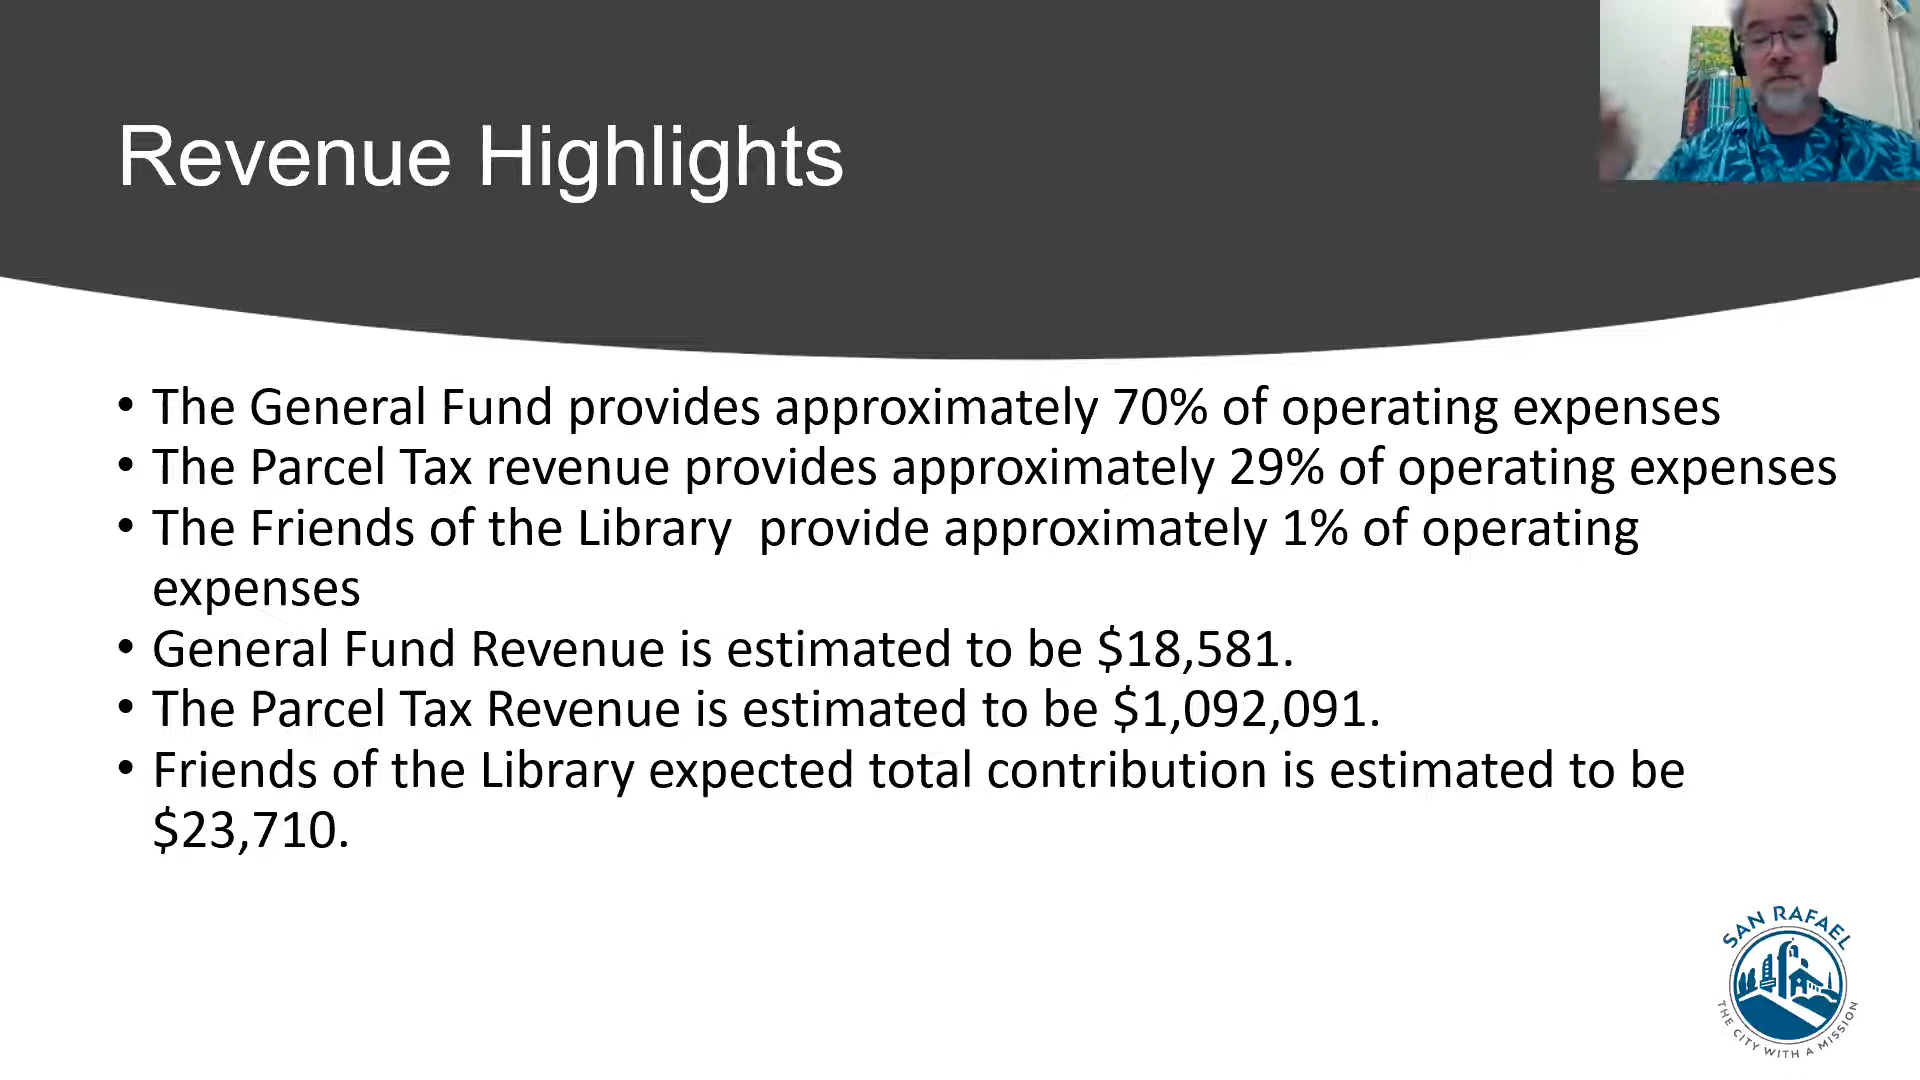 Revenue Highlights
• The General Fund provides approximately 70% of operating expenses
• The Parcel Tax revenue provides approximately 29% of operating expenses
• The Friends of the Library  provide approximately 1% of operating
expenses
• General Fund Revenue is estimated to be $18,581.
• The Parcel Tax Revenue is estimated to be $1,092,091.
• Friends of the Library expected total contribution is estimated to be
$23,710.
SAN RAFAEL
THE CITY WITH A MISSION